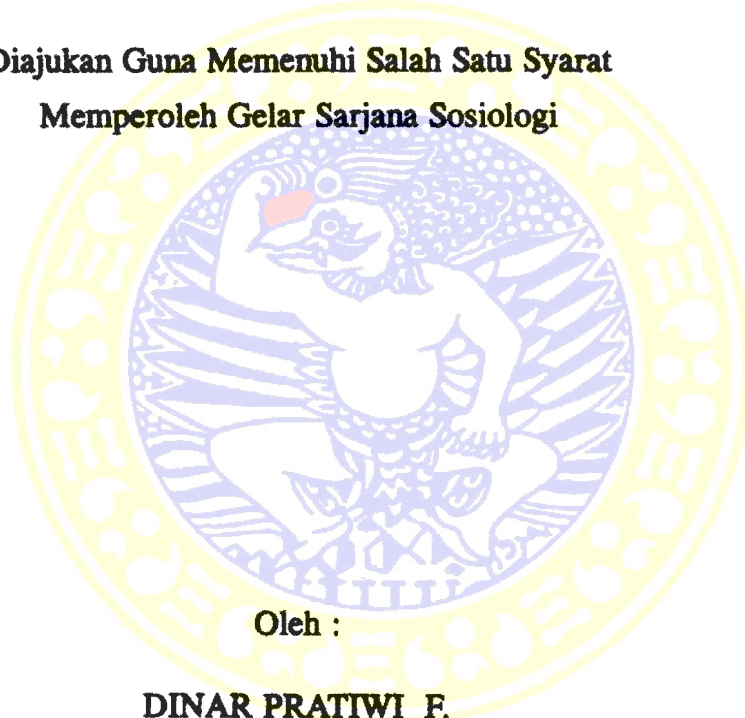 Diajukan Guna Memenuhi Salah Satu Syarat
Memperoleh Gelar Sarjana Sosiologi
Oleh :
DINAR PRATIWI F.